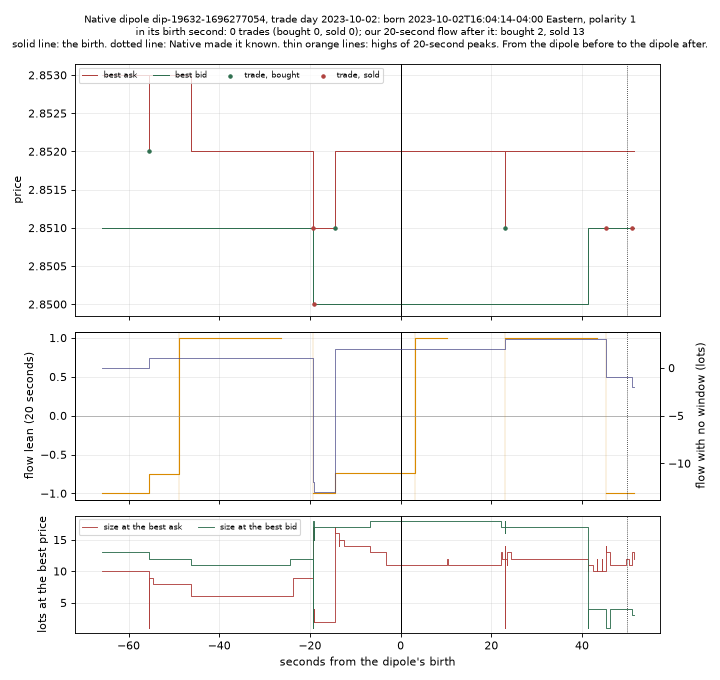 Native dipole dip-19632-1696277054, trade day 2023-10-02: born 2023-10-02T16:04:14-04:00 Eastern, polarity 1
in its birth second: 0 trades (bought 0, sold 0); our 20-second flow after it: bought 2, sold 13
solid line: the birth. dotted line: Native made it known. thin orange lines: highs of 20-second peaks. From the dipole before to the dipole after.
best ask
best bid
trade, bought
trade, sold
2.8530
2.8525
2.8520
2.8515
2.8510
2.8505
2.8500
price
1.0
0.5
0.0
−0.5
−1.0
flow lean (20 seconds)
0
−5
−10
flow with no window (lots)
size at the best ask
size at the best bid
15
10
5
lots at the best price
−60
−40
−20
0
20
40
seconds from the dipole's birth